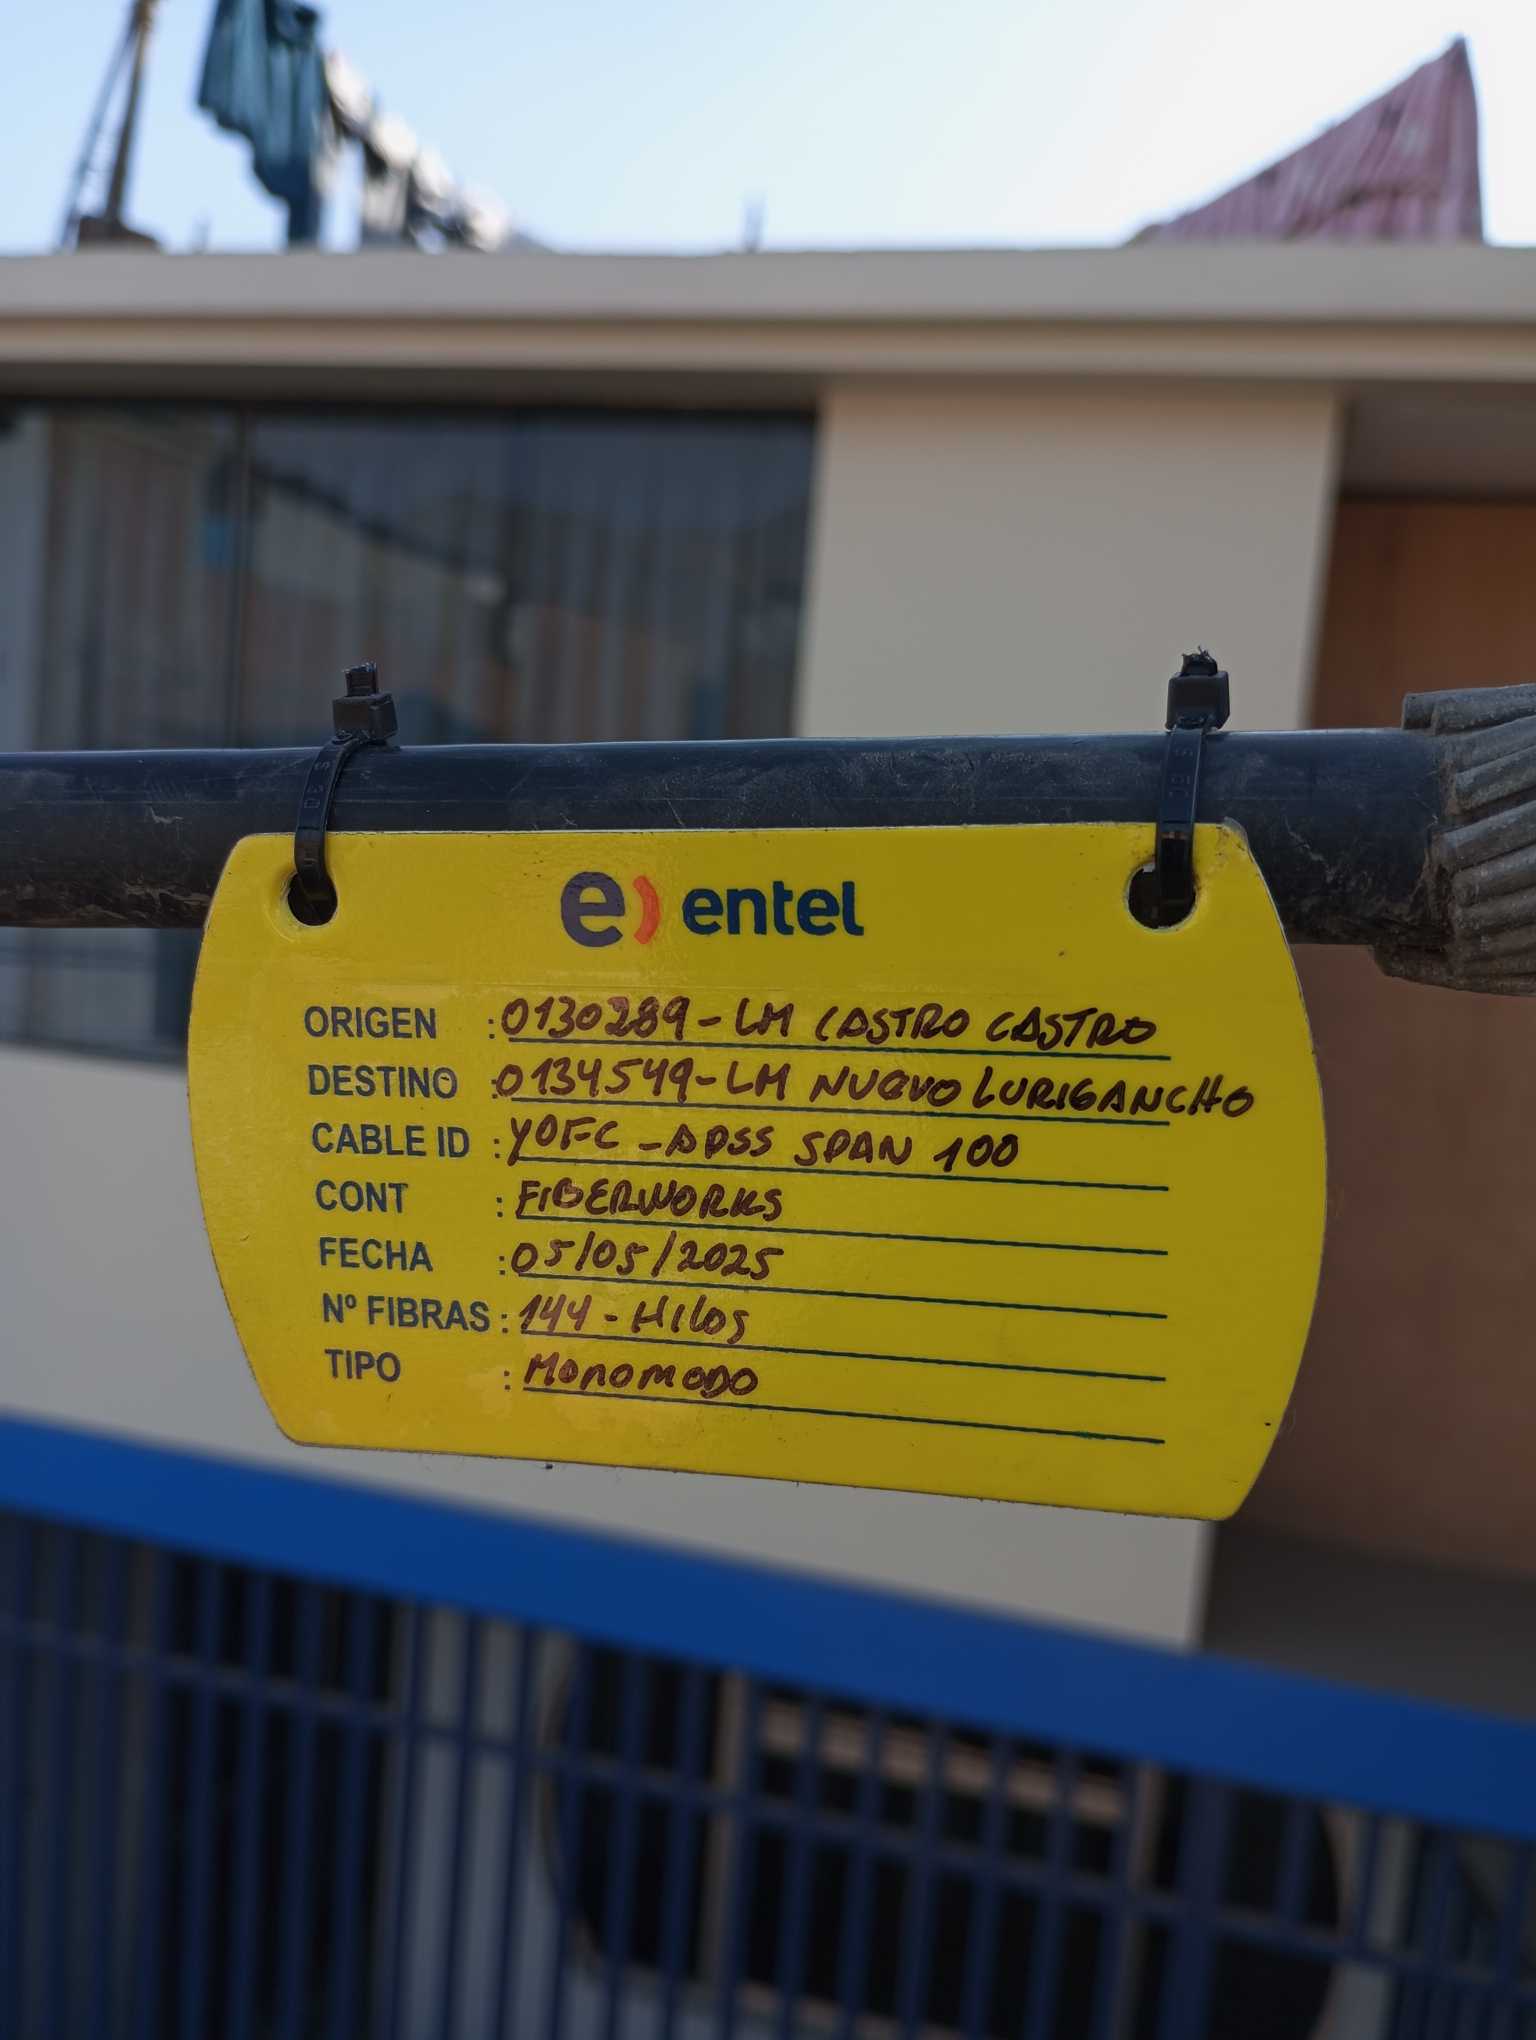 e) entel
ORIGEN : 0130289 - LM CASTRO CASTRO
DESTINO : 0134549 - LM NUEVO LURIGANCHO
CABLE ID : YOFC - ADSS SPAN 100
CONT : FIBERWORKS
FECHA : 05/05/2025
Nº FIBRAS : 144 - HILOS
TIPO : MONOMODO